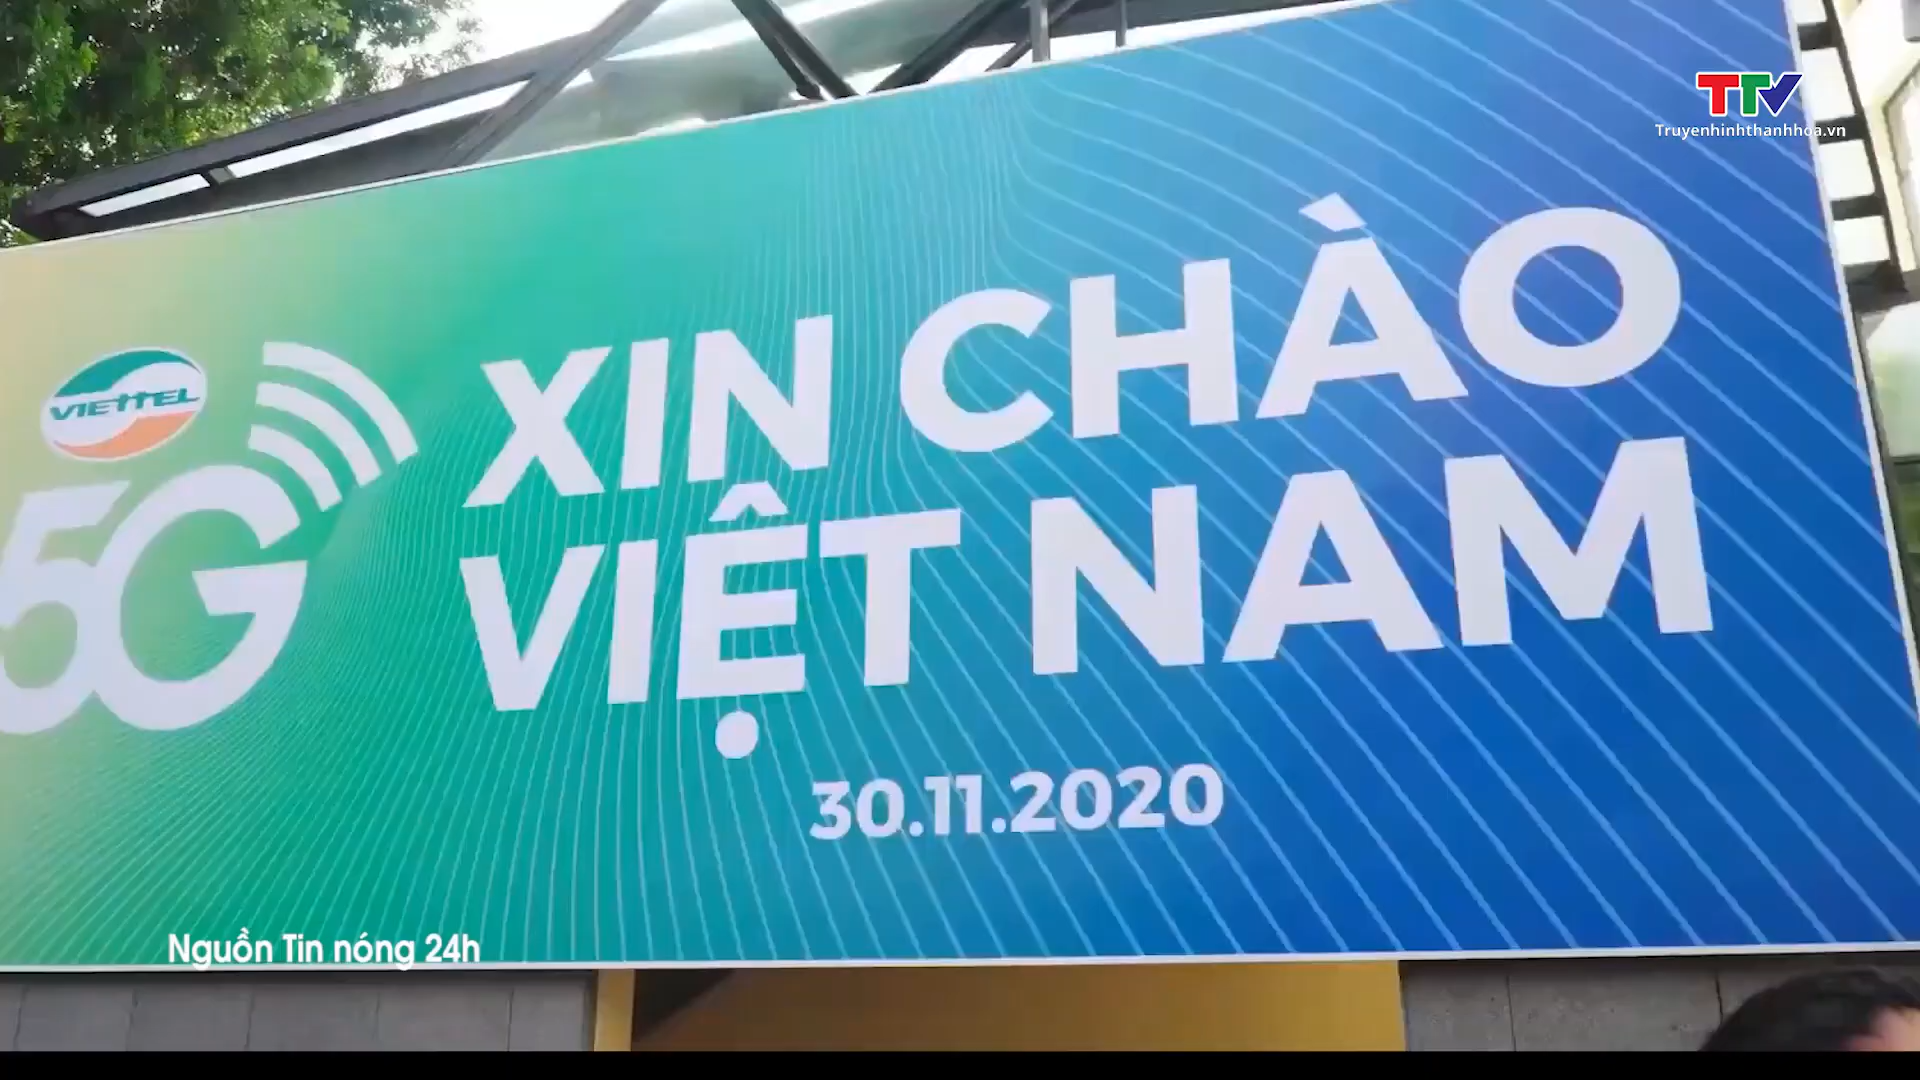 TTV
Truyenhinhthanhhoa.vn
VIETTEL
5G
XIN CHÀO
VIỆT NAM
30.11.2020
Nguồn Tin nóng 24h